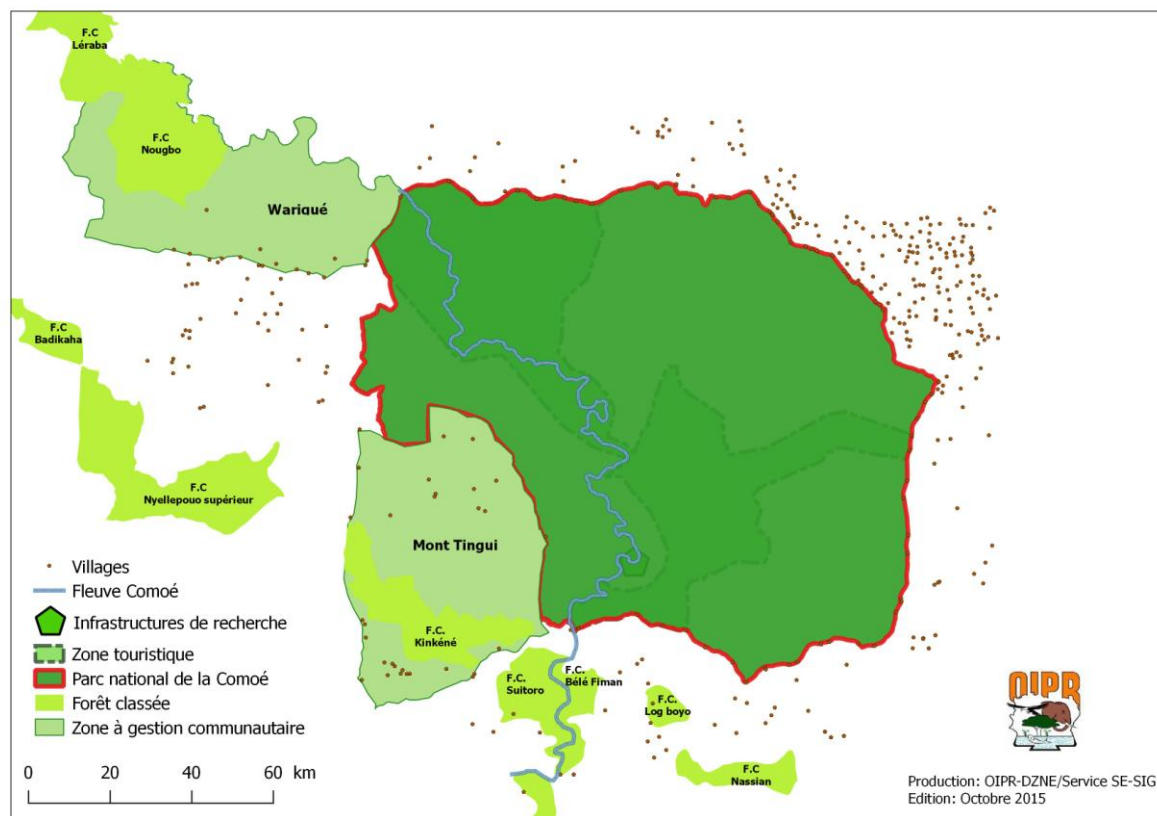 F.C
Léraba
F.C
Nougbo
Warigué
F.C
Badikaha
F.C
Nyellepouo supérieur
Mont Tingui
F.C.
Kinkéné
F.C.
Suitoro
F.C.
Bélé Fiman
F.C.
Log boyo
F.C
Nassian
Villages
Fleuve Comoé
Infrastructures de recherche
Zone touristique
Parc national de la Comoé
Forêt classée
Zone à gestion communautaire
0 20 40 60 km
OIPR
Production: OIPR-DZNE/Service SE-SIG
Edition: Octobre 2015